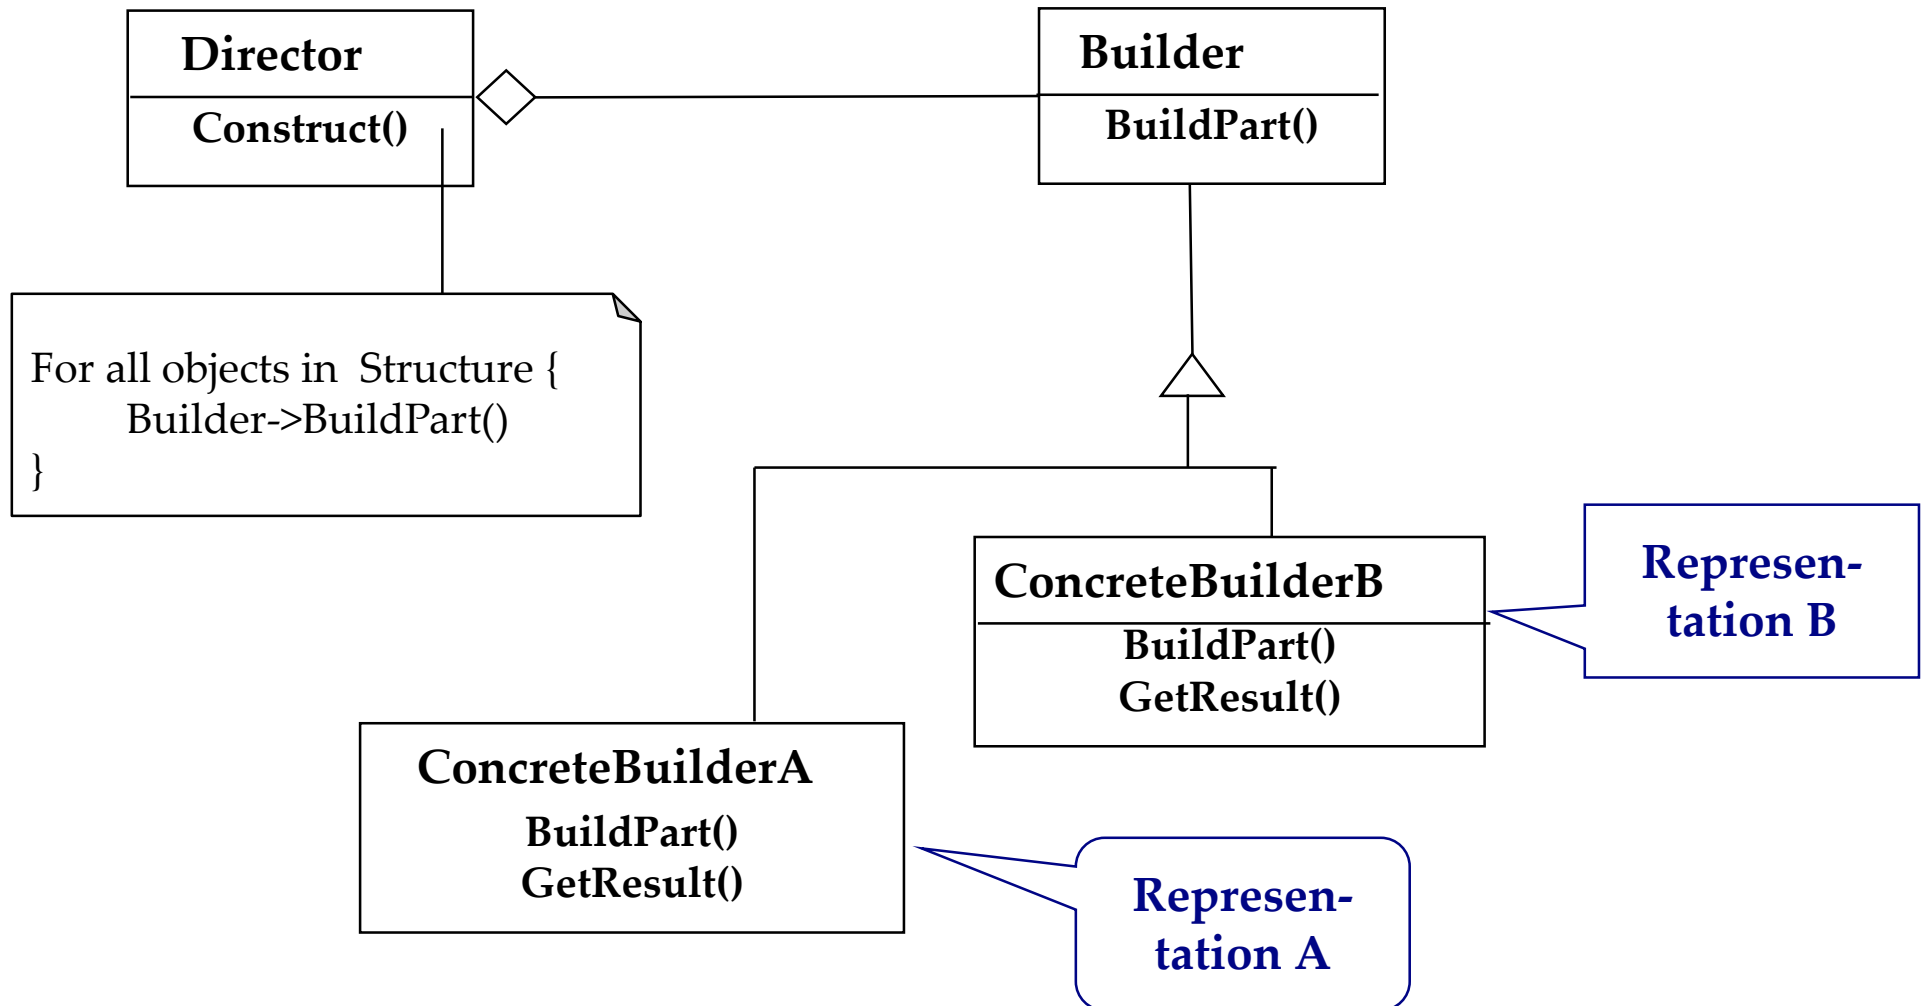 Director
Construct()
Builder
BuildPart()
For all objects in  Structure {
Builder->BuildPart()
}
ConcreteBuilderB
BuildPart()
GetResult()
Represen-
tation B
ConcreteBuilderA
BuildPart()
GetResult()
Represen-
tation A